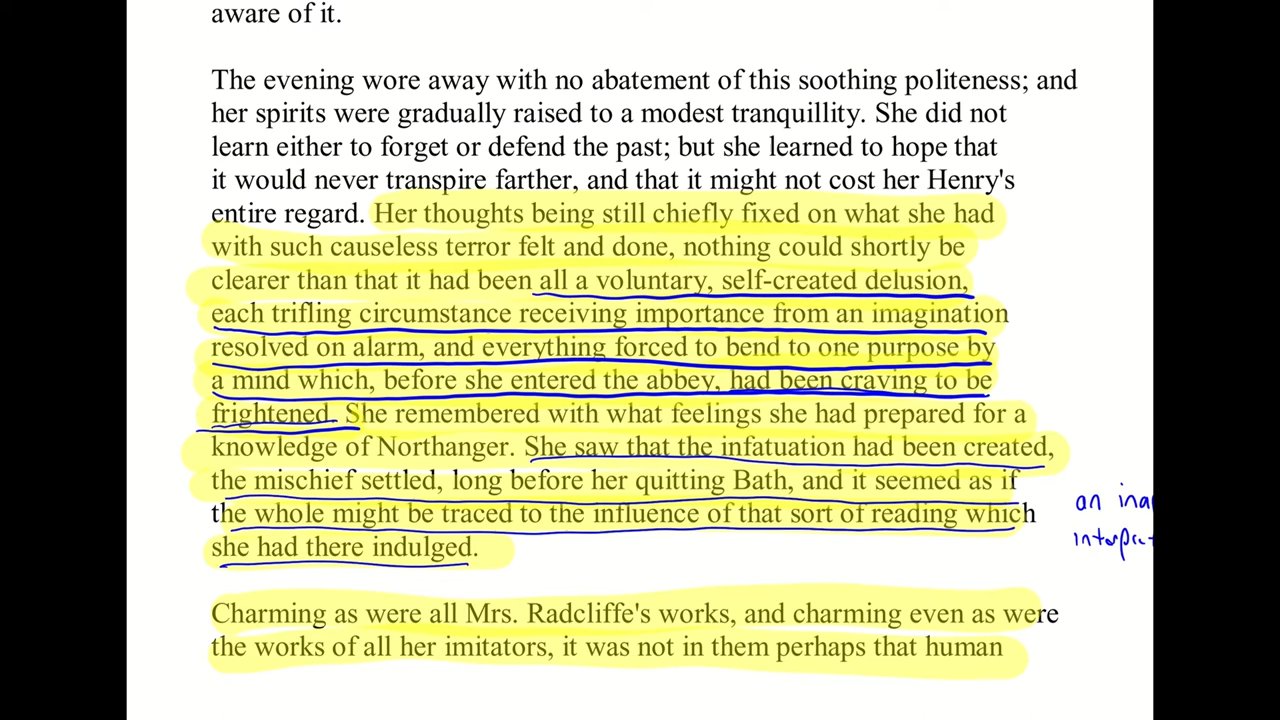 aware of it.
The evening wore away with no abatement of this soothing politeness; and
her spirits were gradually raised to a modest tranquillity. She did not
learn either to forget or defend the past; but she learned to hope that
it would never transpire farther, and that it might not cost her Henry's
entire regard. Her thoughts being still chiefly fixed on what she had
with such causeless terror felt and done, nothing could shortly be
clearer than that it had been all a voluntary, self-created delusion,
each trifling circumstance receiving importance from an imagination
resolved on alarm, and everything forced to bend to one purpose by
a mind which, before she entered the abbey, had been craving to be
frightened. She remembered with what feelings she had prepared for a
knowledge of Northanger. She saw that the infatuation had been created,
the mischief settled, long before her quitting Bath, and it seemed as if
the whole might be traced to the influence of that sort of reading which
she had there indulged.
an
Charming as were all Mrs. Radcliffe's works, and charming even as were
the works of all her imitators, it was not in them perhaps that human